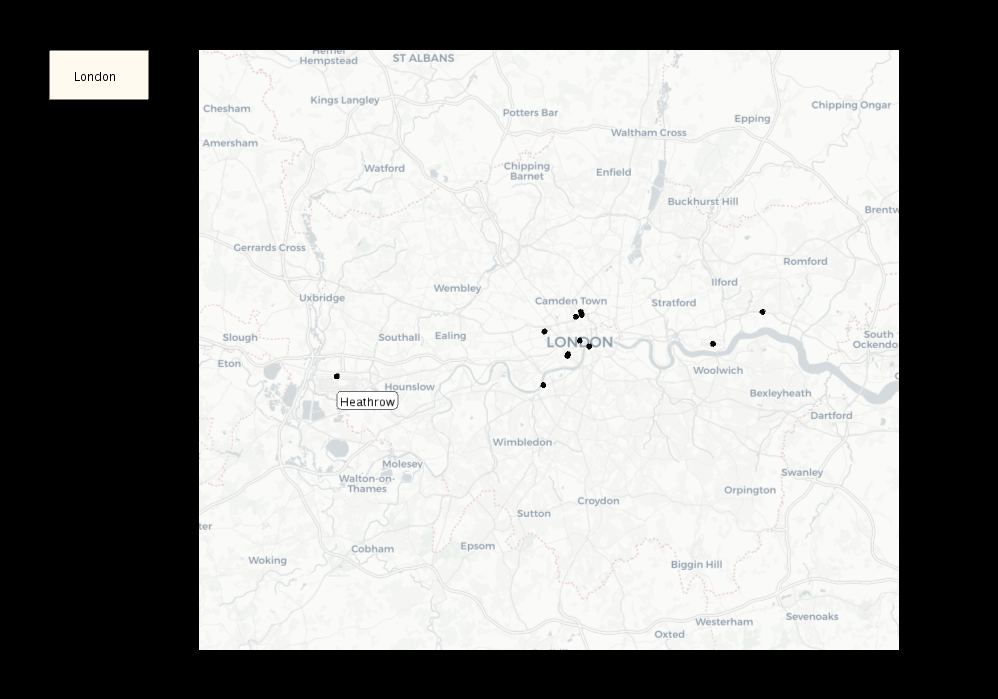 London
Hemel
Hempstead
ST ALBANS
Kings Langley
Chesham
Potters Bar
Chipping Ongar
Epping
Waltham Cross
Amersham
Watford
Chipping
Barnet
Enfield
Buckhurst Hill
Brentw
Gerrards Cross
Romford
Ilford
Wembley
Uxbridge
Camden Town
Stratford
Slough
Southall
Ealing
LONDON
South
Ockendo
Eton
Woolwich
Hounslow
Bexleyheath
Heathrow
Dartford
Wimbledon
Molesey
Walton-on-
Thames
Swanley
Orpington
Croydon
Sutton
ter
Epsom
Cobham
Woking
Biggin Hill
Sevenoaks
Westerham
Oxted